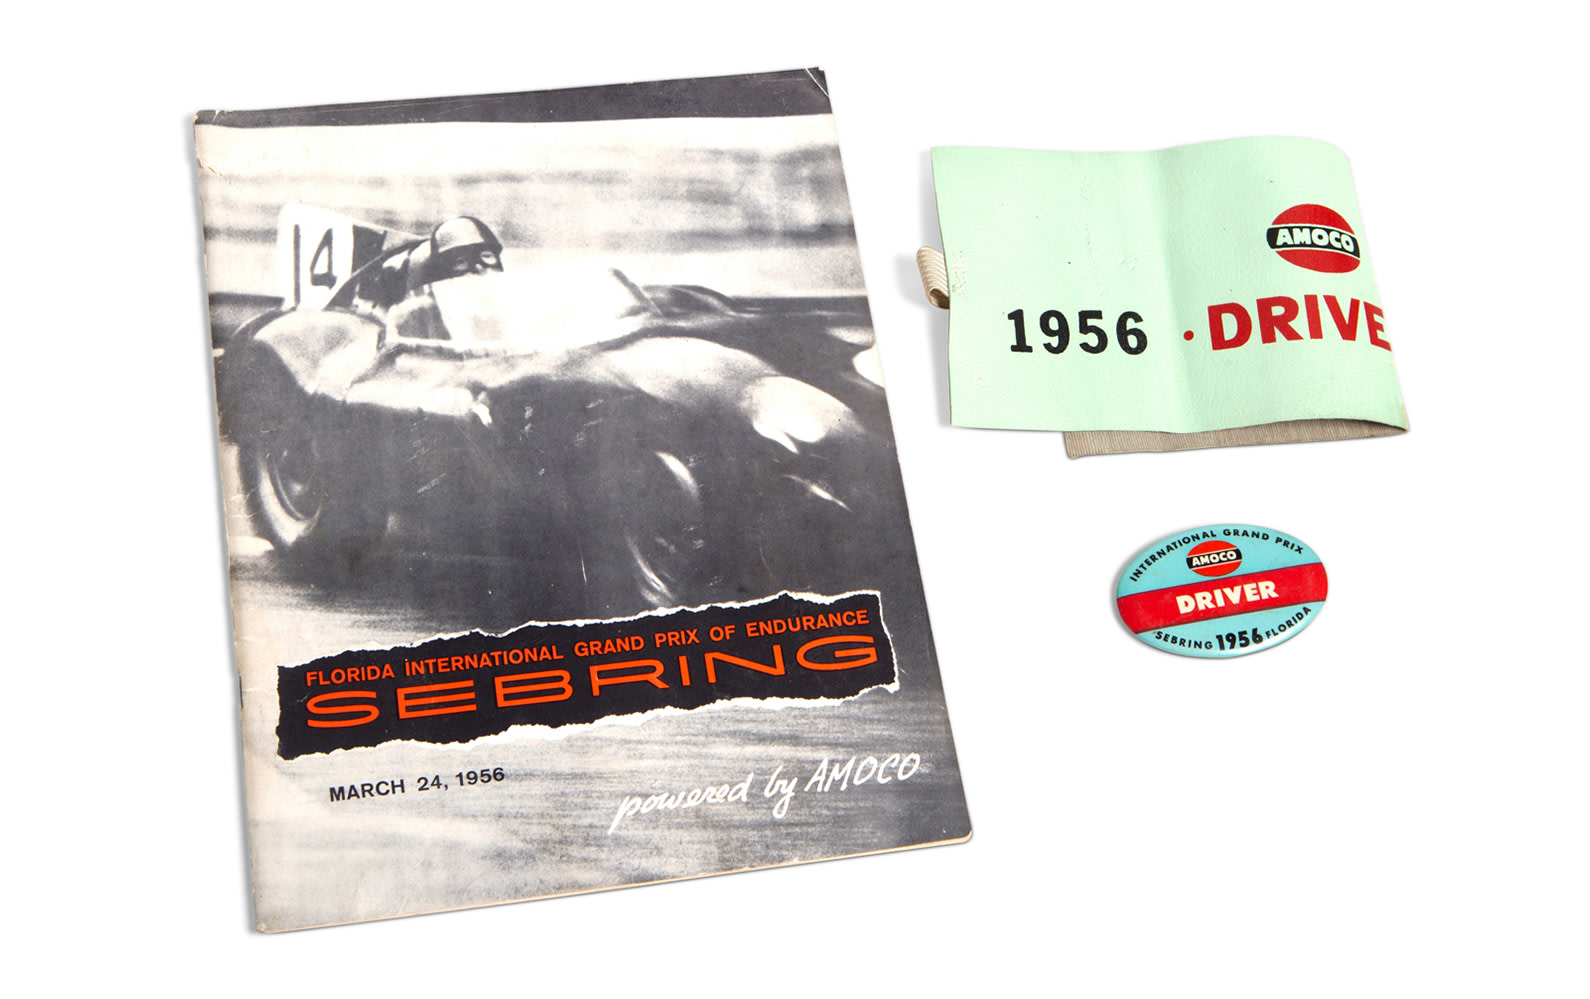 14
FLORIDA iNTERNATIONAL GRAND PRIX OF ENDURANCE
SEBRING
MARCH 24, 1956
powered by AMOCO
AMOCO
1956 · DRIVE
INTERNATIONAL GRAND PRIX
AMOCO
DRIVER
SEBRING 1956 FLORIDA